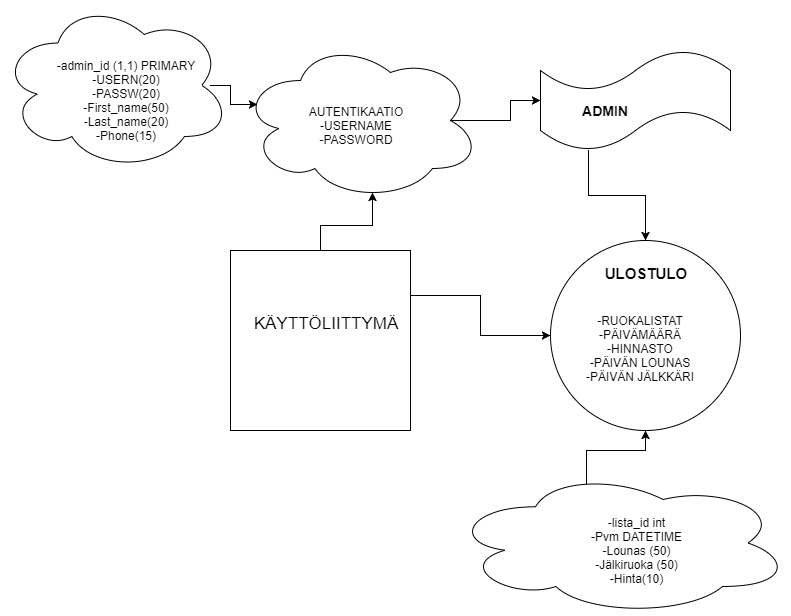 -admin_id (1,1) PRIMARY
-USERN(20)
-PASSW(20)
-First_name(50)
-Last_name(20)
-Phone(15)
AUTENTIKAATIO
-USERNAME
-PASSWORD
ADMIN
KÄYTTÖLIITTYMÄ
ULOSTULO
-RUOKALISTAT
-PÄIVÄMÄÄRÄ
-HINNASTO
-PÄIVÄN LOUNAS
-PÄIVÄN JÄLKKÄRI
-lista_id int
-Pvm DATETIME
-Lounas (50)
-Jälkiruoka (50)
-Hinta(10)